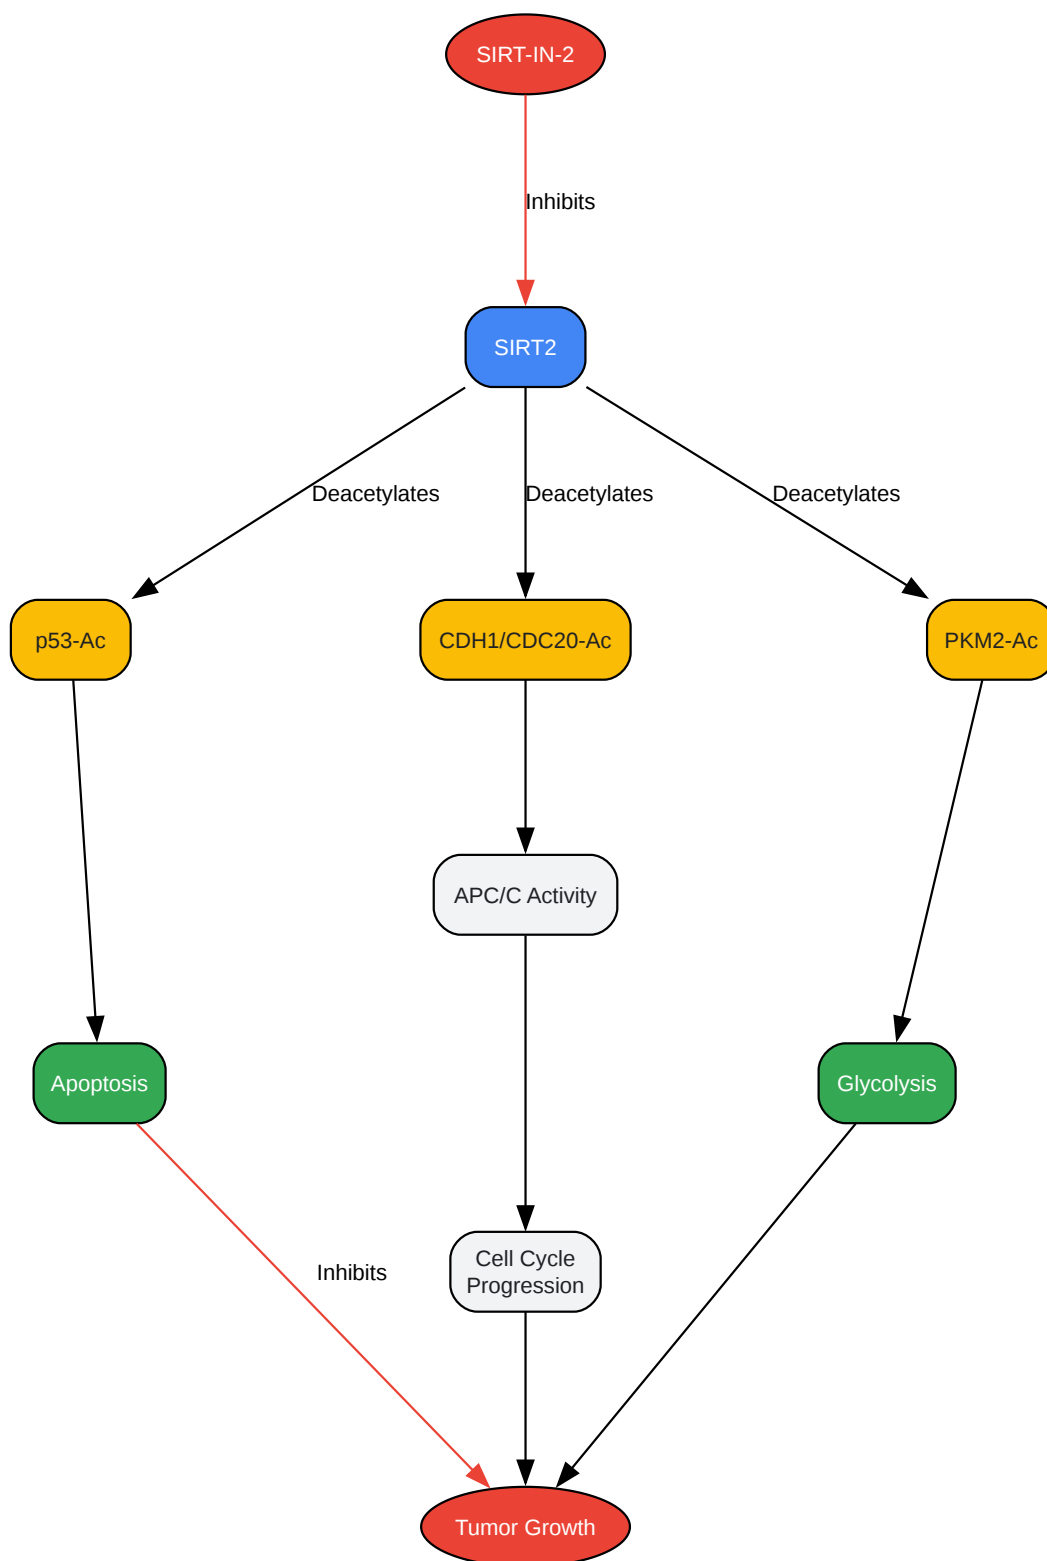 SIRT-IN-2
Inhibits
SIRT2
Deacetylates
Deacetylates
Deacetylates
p53-Ac
CDH1/CDC20-Ac
PKM2-Ac
APC/C Activity
Apoptosis
Glycolysis
Cell Cycle
Progression
Inhibits
Tumor Growth